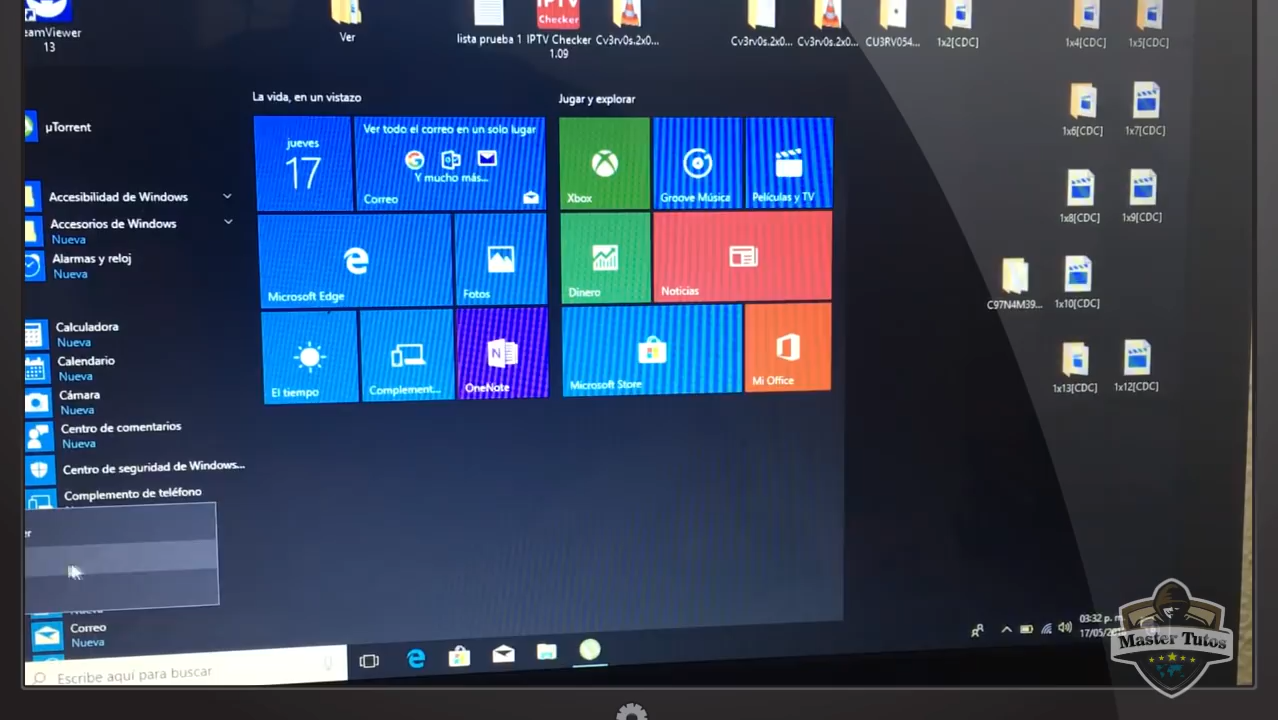 eamViewer
13
Ver
lista prueba 1
IPTV
Checker
IPTV Checker
1.09
Cv3rv0s.2x0...
Cv3rv0s.2x0...
Cv3rv0s.2x0...
CU3RV054...
1x2[CDC]
1x4[CDC]
1x5[CDC]
1x6[CDC]
1x7[CDC]
1x8[CDC]
1x9[CDC]
C97N4M39...
1x10[CDC]
1x13[CDC]
1x12[CDC]
µTorrent
Accesibilidad de Windows
Accesorios de Windows
Nueva
Alarmas y reloj
Nueva
Calculadora
Nueva
Calendario
Nueva
Cámara
Nueva
Centro de comentarios
Nueva
Centro de seguridad de Windows...
Complemento de teléfono
er
Nueva
Correo
Nueva
La vida, en un vistazo
jueves
17
Ver todo el correo en un solo lugar
Y mucho más...
Correo
Microsoft Edge
Fotos
El tiempo
Complement...
N
OneNote
Jugar y explorar
Xbox
Groove Música
Películas y TV
Dinero
Noticias
Microsoft Store
Mi Office
Escribe aquí para buscar
03:32 p. m.
17/05/
Master Tutos